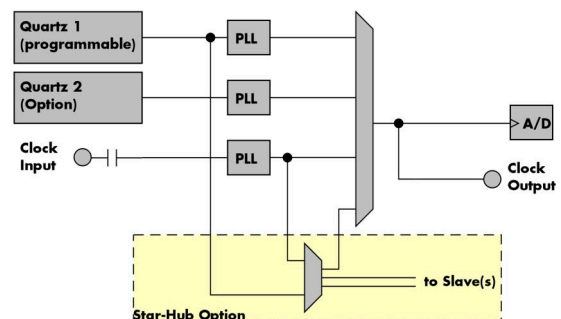 Quartz 1
(programmable)
PLL
Quartz 2
(Option)
PLL
Clock
Input
PLL
A/D
Clock
Output
to Slave(s)
Star-Hub Option